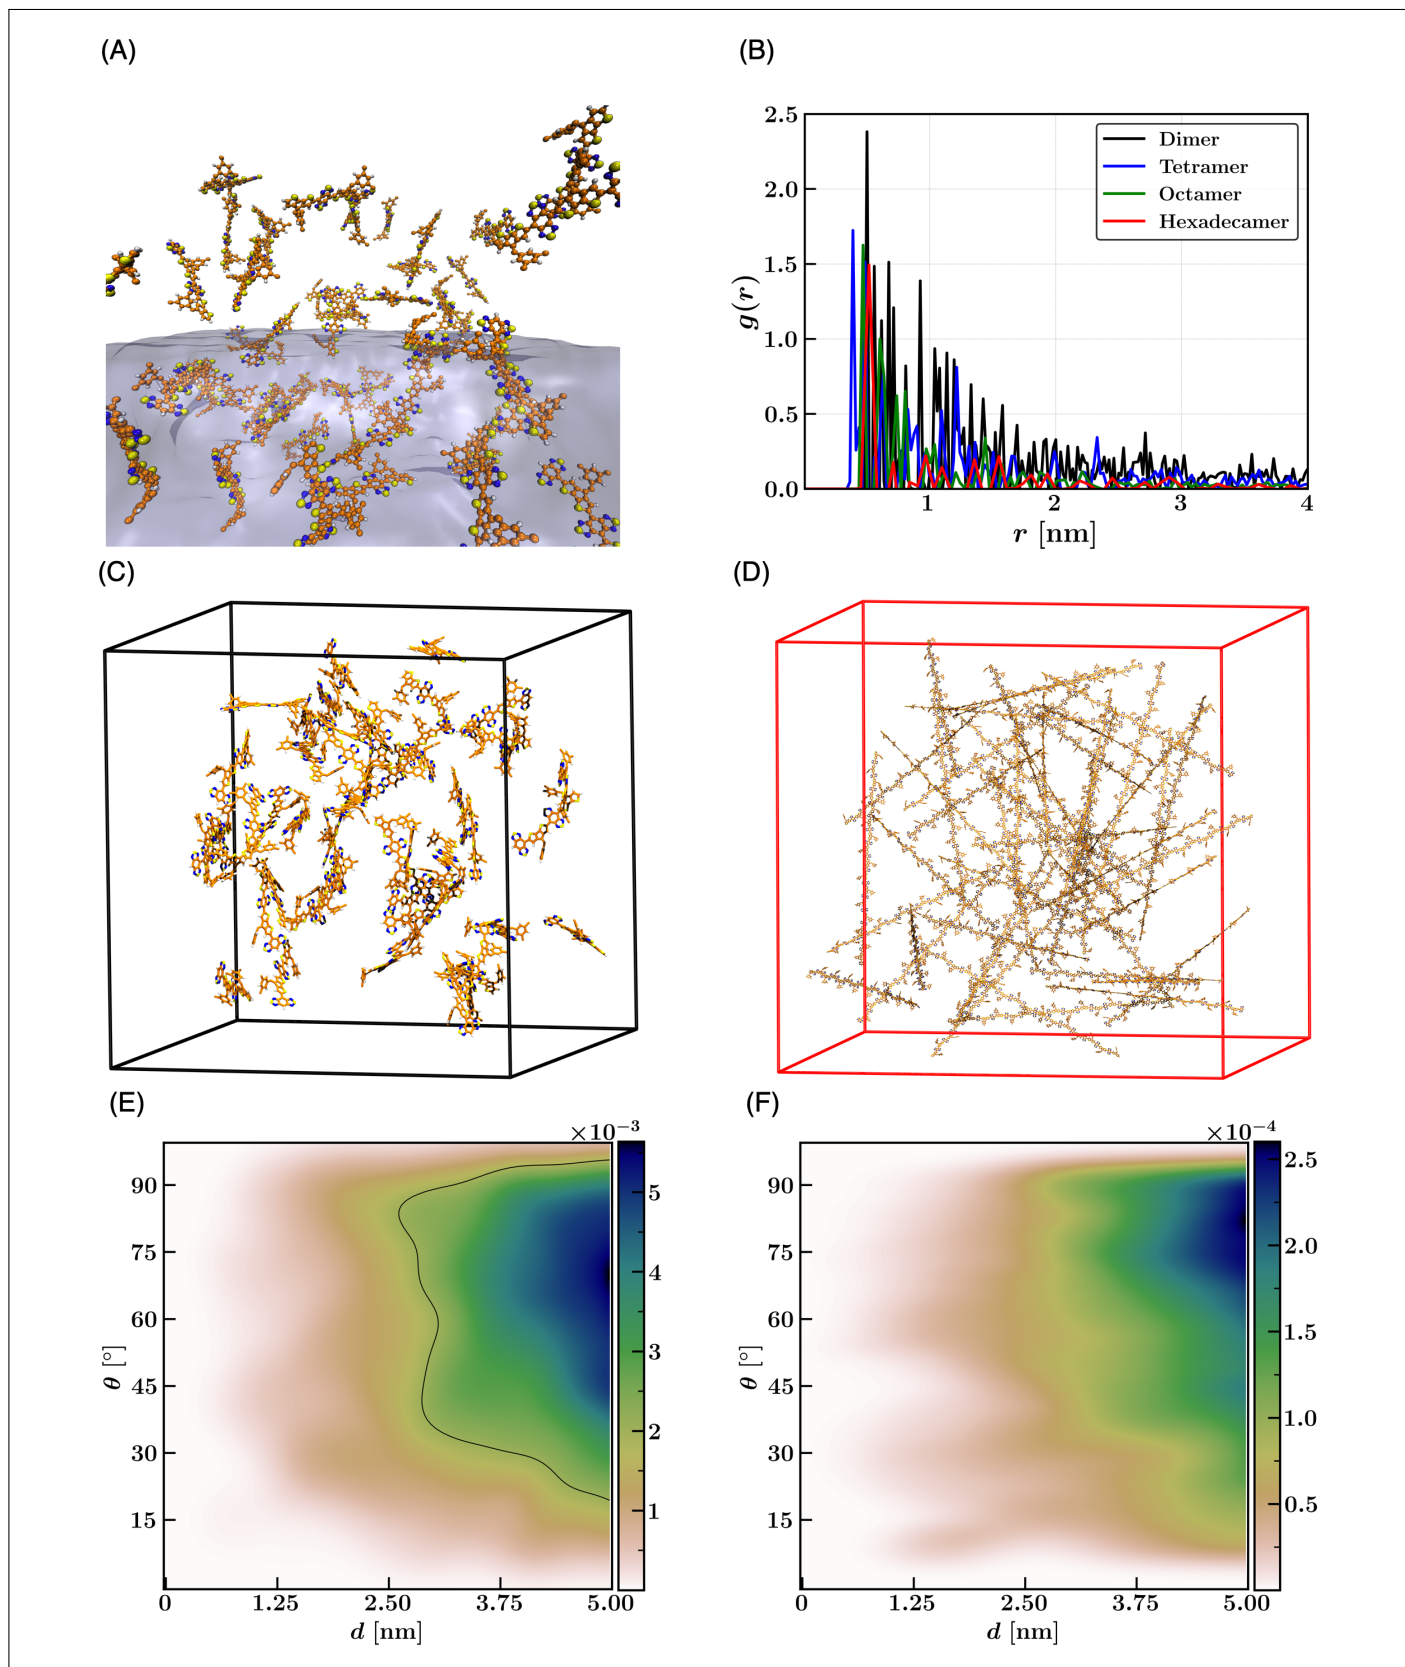 (A)
(B)
2.5
2.0
1.5
1.0
0.5
0.0
g(r)
Dimer
Tetramer
Octamer
Hexadecamer
1
2
3
4
r [nm]
(C)
(D)
(E)
×10⁻³
90
75
60
45
30
15
θ [°]
0
1.25
2.50
3.75
5.00
d [nm]
5
4
3
2
1
(F)
×10⁻⁴
90
75
60
45
30
15
θ [°]
0
1.25
2.50
3.75
5.00
d [nm]
2.5
2.0
1.5
1.0
0.5